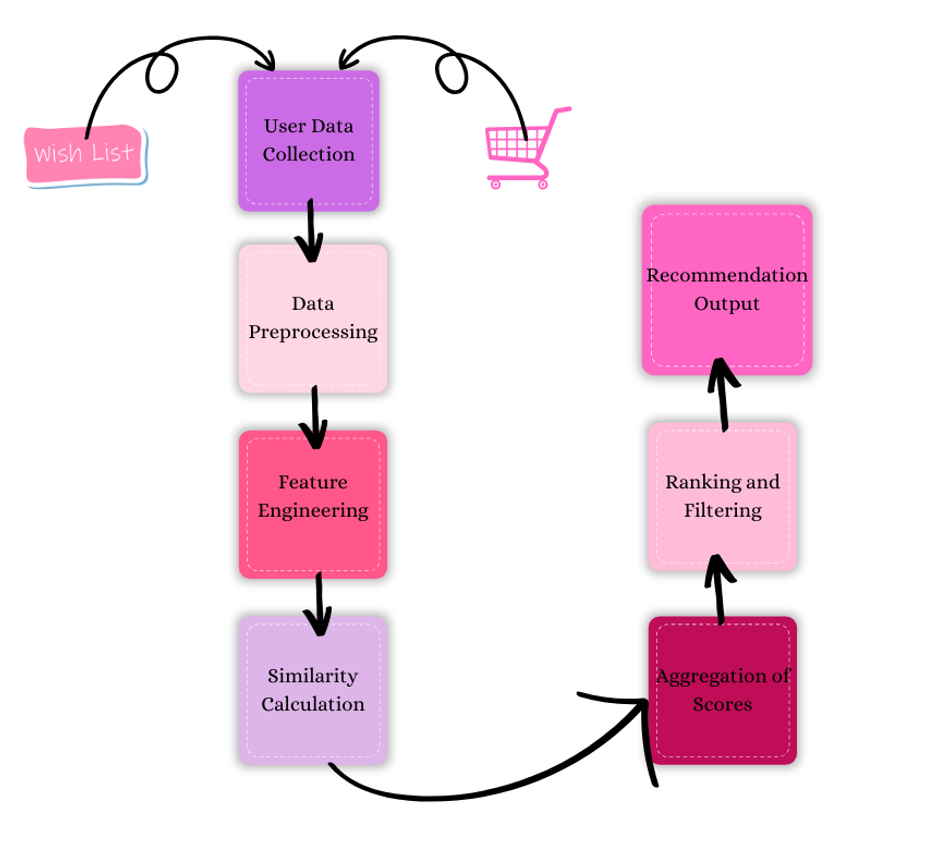 Wish List
User Data
Collection
Data
Preprocessing
Feature
Engineering
Similarity
Calculation
Recommendation
Output
Ranking and
Filtering
Aggregation of
Scores